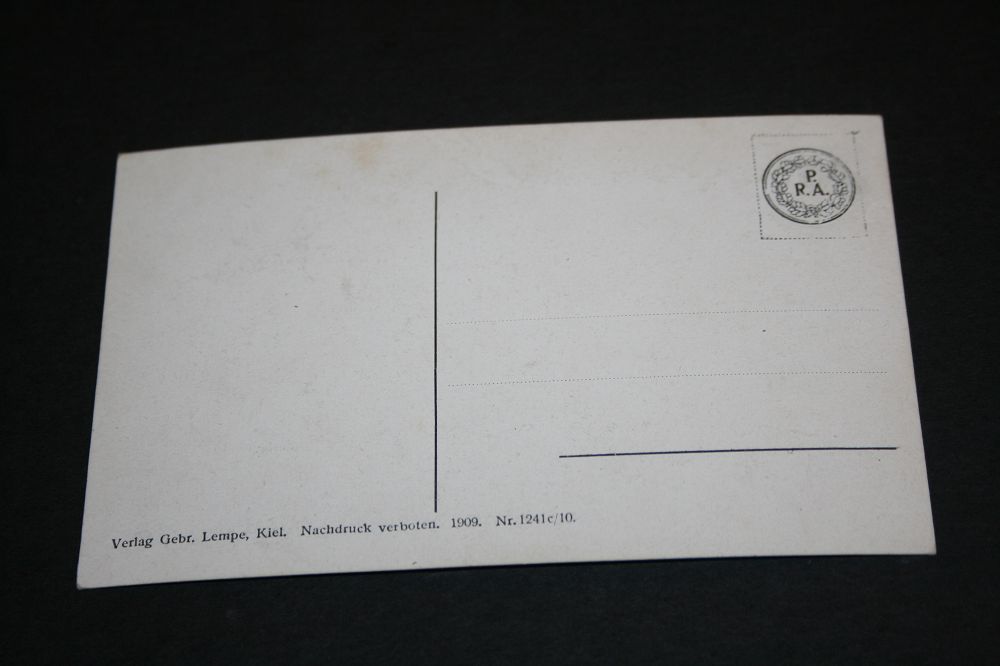 P.
R.A.
Verlag Gebr. Lempe, Kiel. Nachdruck verboten. 1909. Nr. 1241c/10.